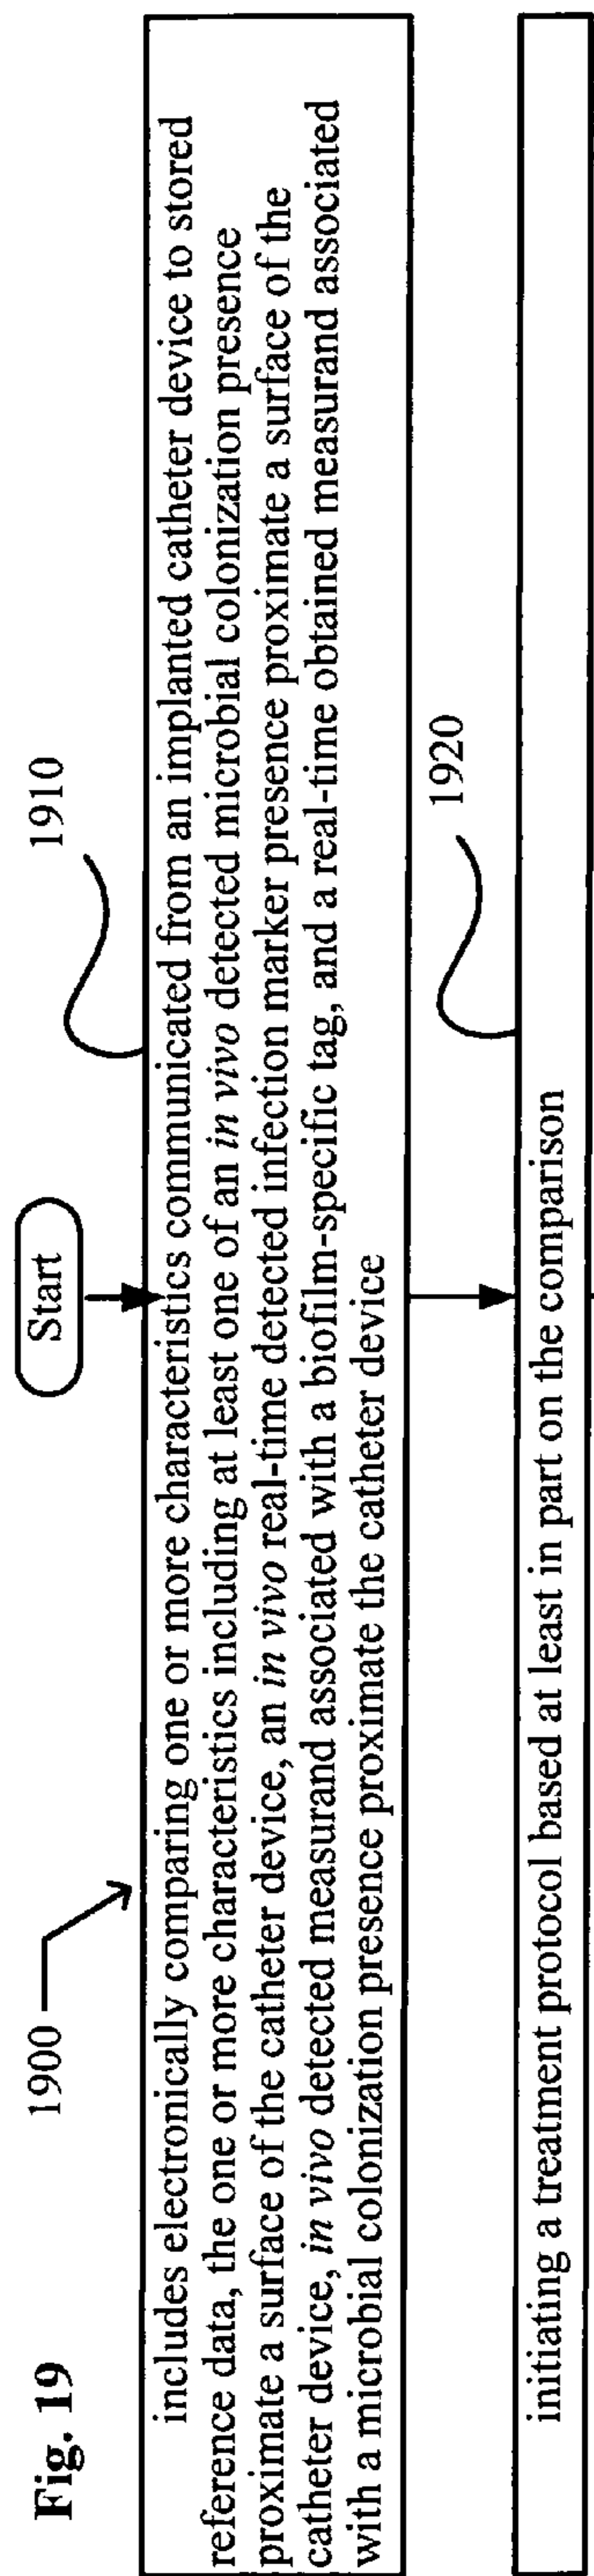 Fig. 19
1900
Start
1910
includes electronically comparing one or more characteristics communicated from an implanted catheter device to stored
reference data, the one or more characteristics including at least one of an in vivo detected microbial colonization presence
proximate a surface of the catheter device, an in vivo real-time detected infection marker presence proximate a surface of the
catheter device, in vivo detected measurand associated with a biofilm-specific tag, and a real-time obtained measurand associated
with a microbial colonization presence proximate the catheter device
1920
initiating a treatment protocol based at least in part on the comparison